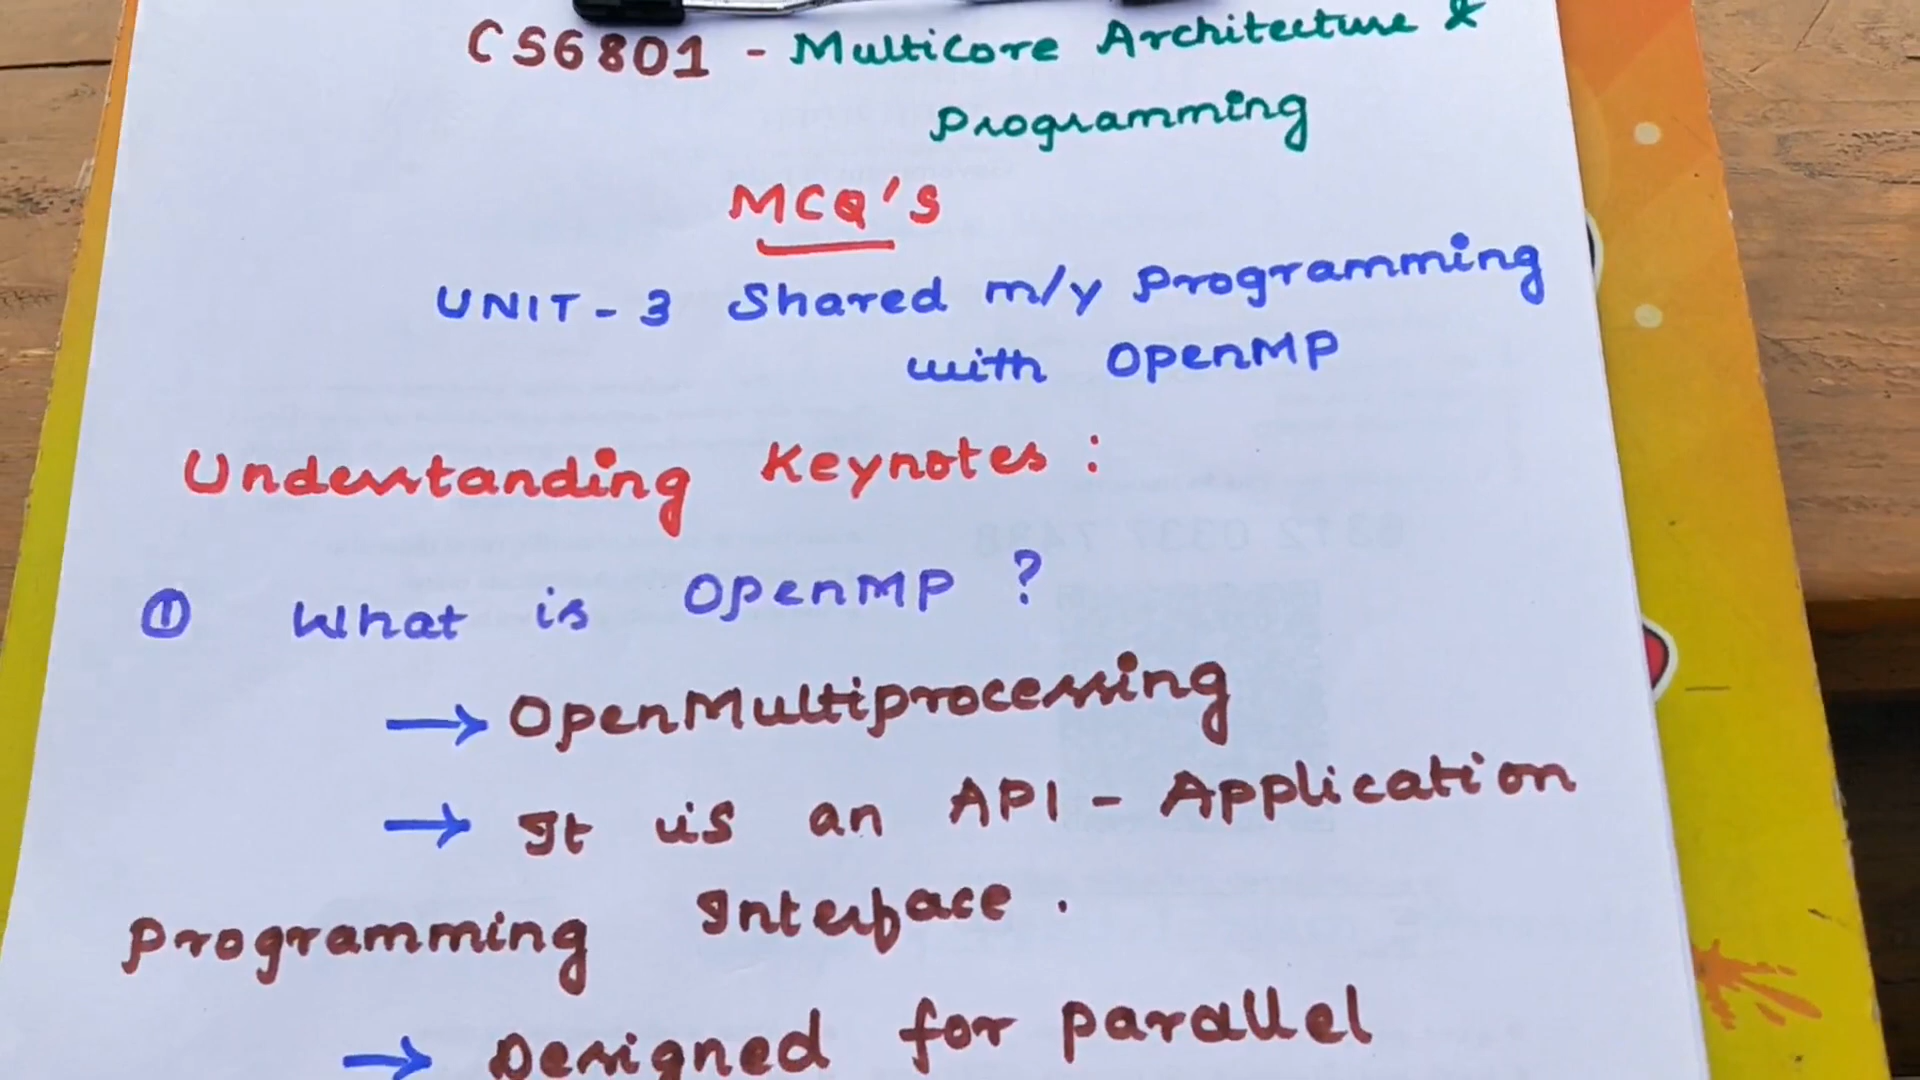 CS6801 - Multicore Architecture &
Programming
MCQ'S
UNIT - 3 Shared m/y Programming
with OpenMP
Understanding Keynotes :
① What is OpenMP ?
→ OpenMultiprocessing
→ It is an API - Application
Programming Interface .
→ Designed for parallel